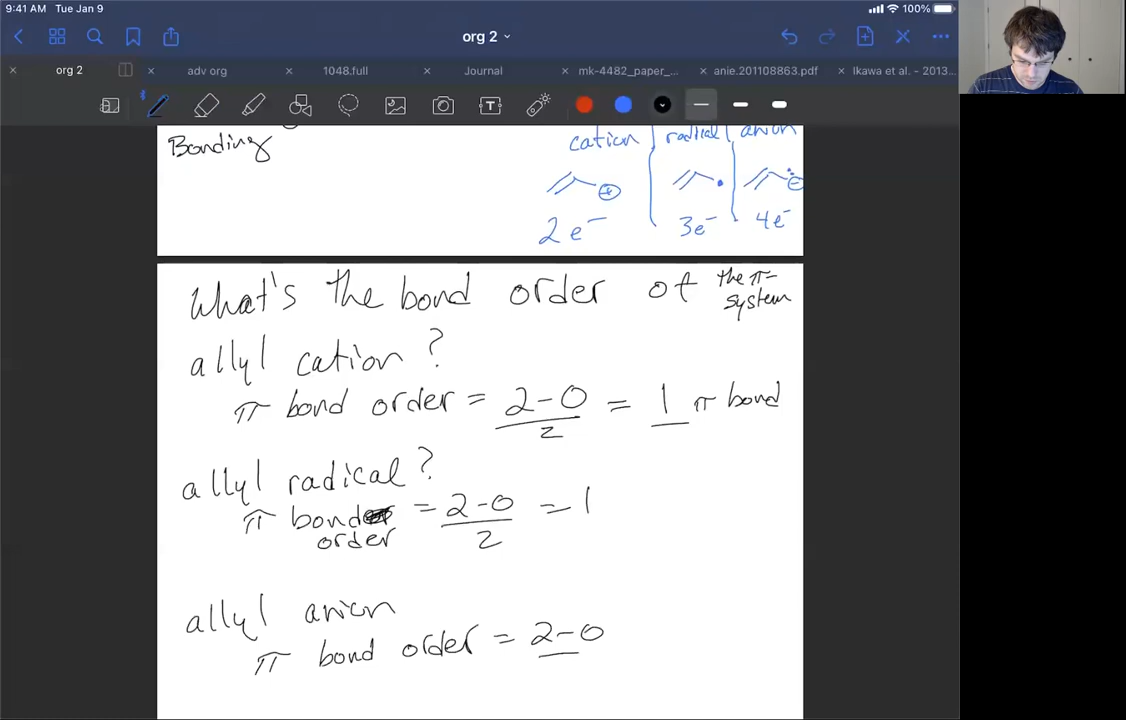 9:41 AM Tue Jan 9
100%
org 2
org 2
adv org
1048.full
Journal
mk-4482_paper_...
anie.201108863.pdf
Ikawa et al. - 2013...
T
Bonding
cation | radical | anion
2 e⁻ 3e⁻ 4e⁻
What's the bond order of the π-
system
allyl cation?
π bond order = 2-0 = 1 π bond
2
allyl radical?
π bond = 2-0 = 1
order 2
allyl anion
π bond order = 2-0